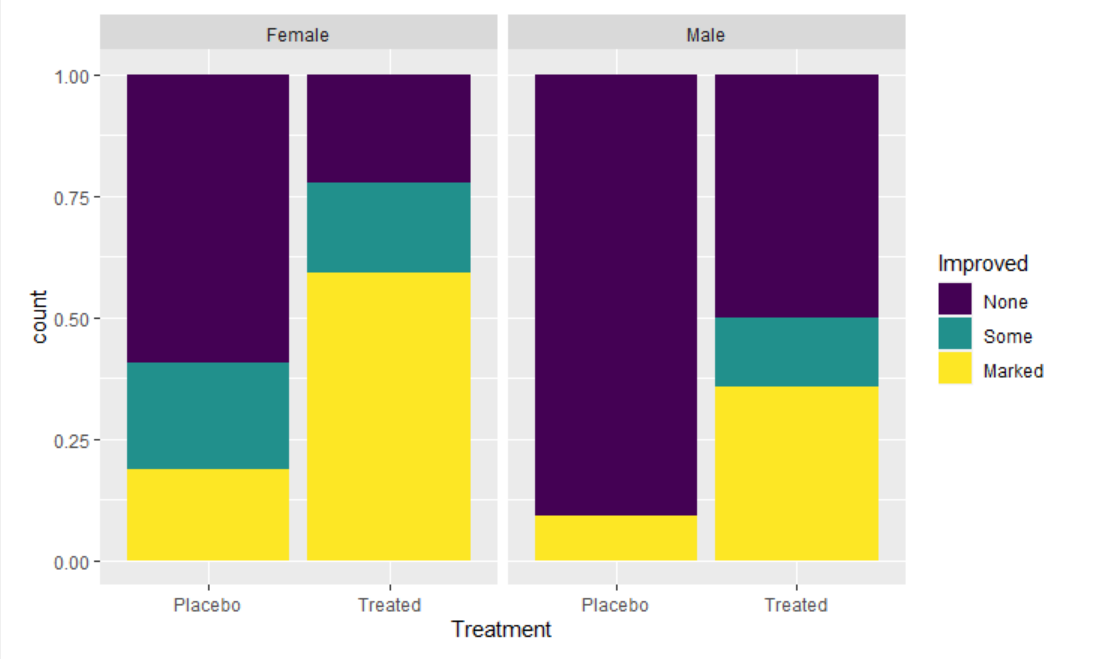 Female
Male
1.00
0.75
0.50
0.25
0.00
count
Placebo
Treated
Placebo
Treated
Treatment
Improved
None
Some
Marked